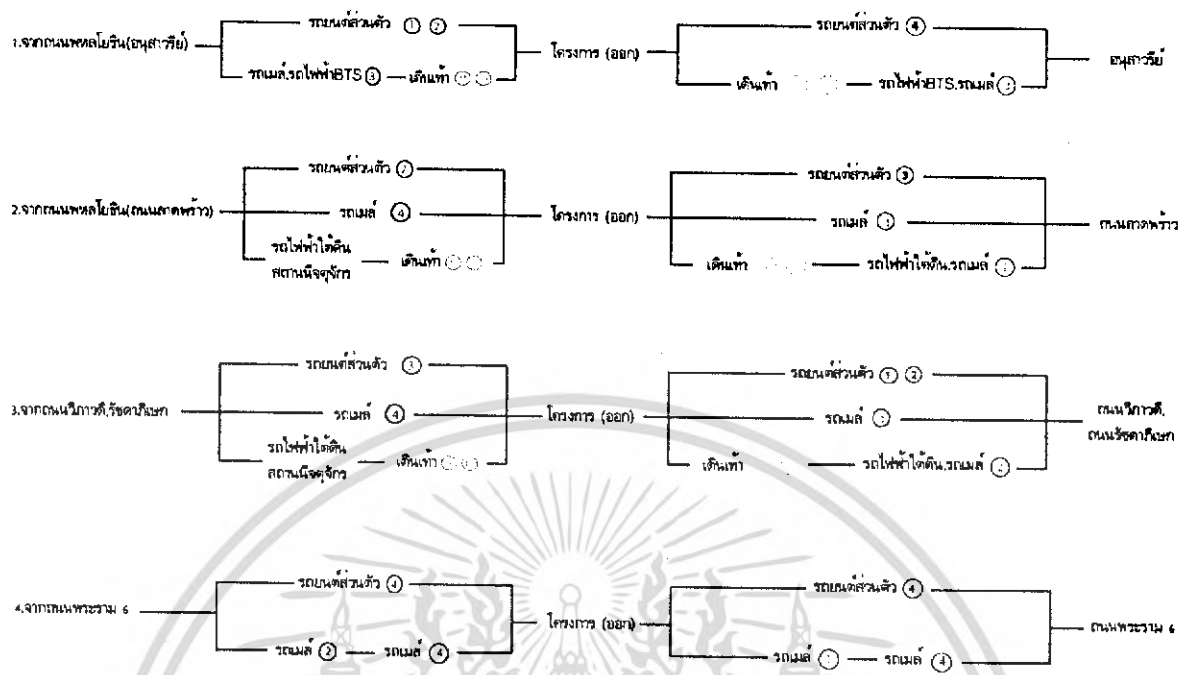 รถยนต์ส่วนตัว ① ②
1.จากถนนพหลโยธิน(อนุสาวรีย์)
รถเมล์,รถไฟฟ้าBTS ③ เดินเท้า
โครงการ (ออก)
รถยนต์ส่วนตัว ④
เดินเท้า รถไฟฟ้าBTS,รถเมล์ ③
อนุสาวรีย์
รถยนต์ส่วนตัว ②
2.จากถนนพหลโยธิน(ถนนลาดพร้าว)
รถเมล์ ④
รถไฟฟ้าใต้ดิน
สถานนีจตุจักร
เดินเท้า
โครงการ (ออก)
รถยนต์ส่วนตัว ③
รถเมล์ ③
เดินเท้า รถไฟฟ้าใต้ดิน,รถเมล์
ถนนลาดพร้าว
รถยนต์ส่วนตัว ③
3.จากถนนวิภาวดี,รัชดาภิเษก
รถเมล์ ④
รถไฟฟ้าใต้ดิน
สถานนีจตุจักร
เดินเท้า
โครงการ (ออก)
รถยนต์ส่วนตัว ① ②
รถเมล์
เดินเท้า รถไฟฟ้าใต้ดิน,รถเมล์
ถนนวิภาวดี,
ถนนรัชดาภิเษก
รถยนต์ส่วนตัว ④
4.จากถนนพระราม 6
รถเมล์ ② รถเมล์ ④
โครงการ (ออก)
รถยนต์ส่วนตัว ④
รถเมล์ รถเมล์ ④
ถนนพระราม 6